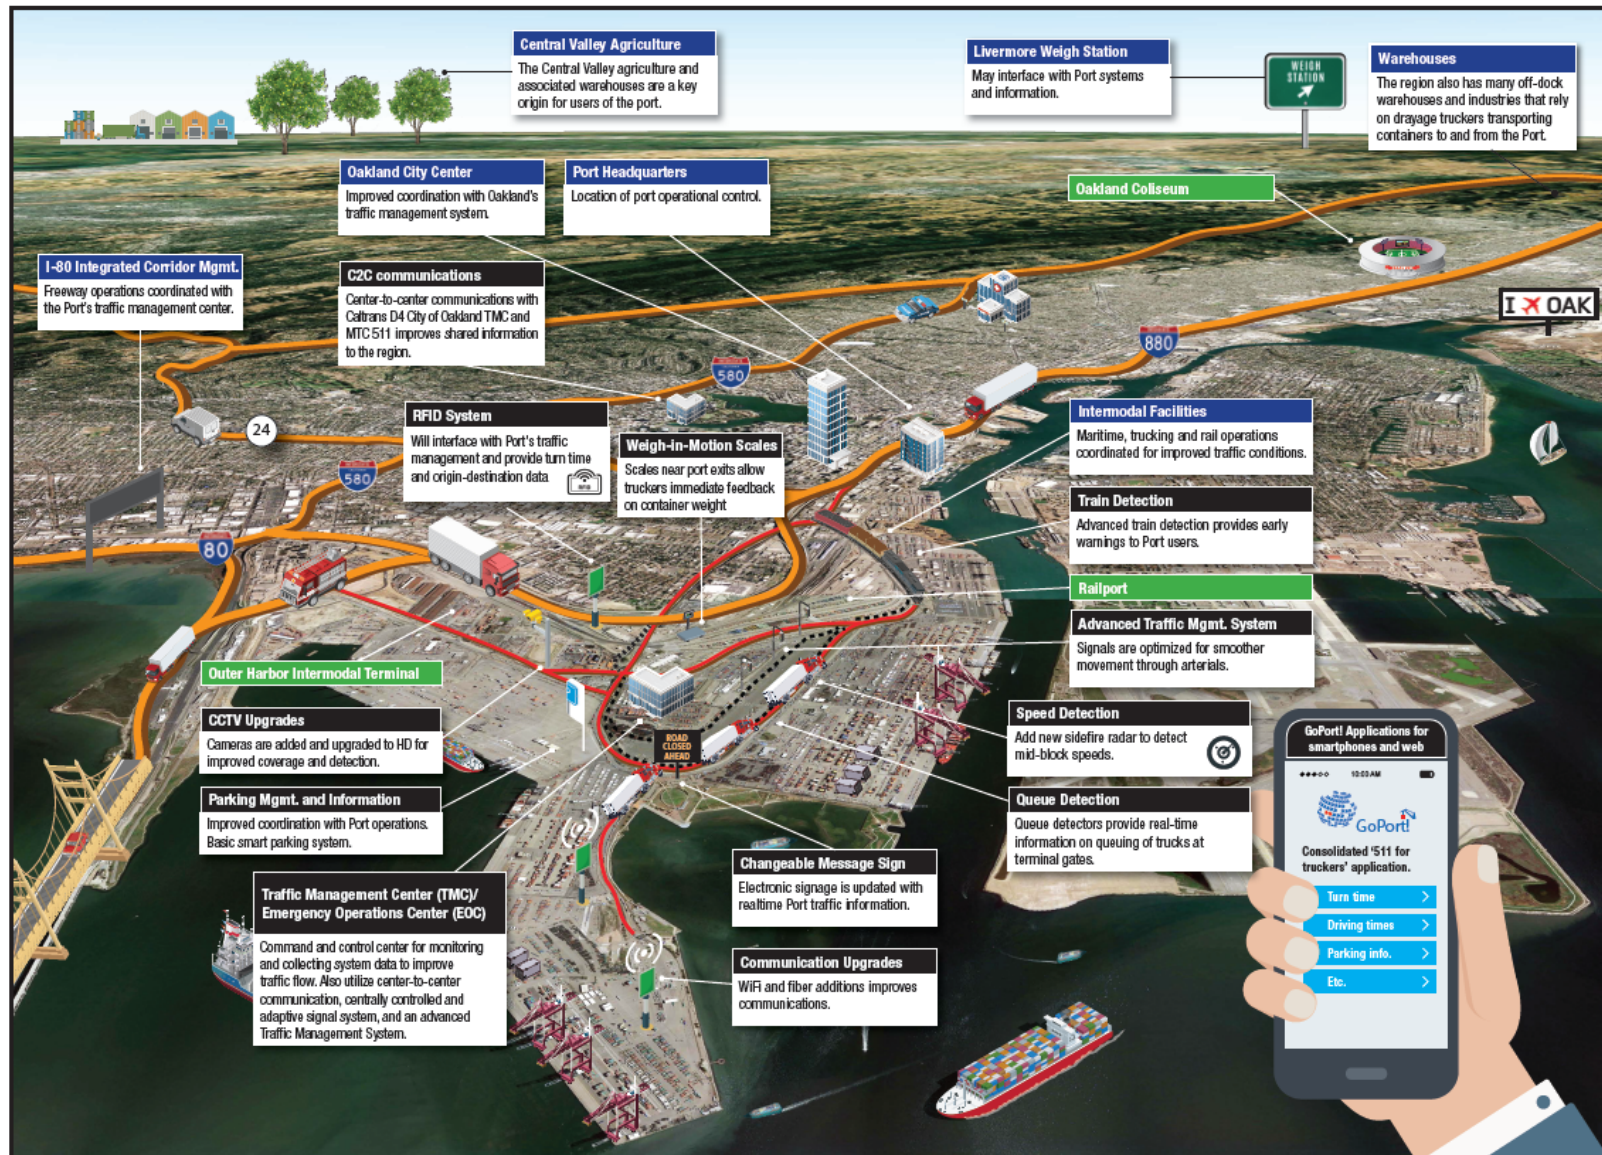 Central Valley Agriculture
The Central Valley agriculture and
associated warehouses are a key
origin for users of the port.
Livermore Weigh Station
May interface with Port systems
and information.
WEIGH
STATION
Warehouses
The region also has many off-dock
warehouses and industries that rely
on drayage truckers transporting
containers to and from the Port.
Oakland City Center
Improved coordination with Oakland's
traffic management system.
Port Headquarters
Location of port operational control.
Oakland Coliseum
I-80 Integrated Corridor Mgmt.
Freeway operations coordinated with
the Port's traffic management center.
C2C communications
Center-to-center communications with
Caltrans D4 City of Oakland TMC and
MTC 511 improves shared information
to the region.
I OAK
880
580
RFID System
Will interface with Port's traffic
management and provide turn time
and origin-destination data
RFID
24
580
80
Weigh-in-Motion Scales
Scales near port exits allow
truckers immediate feedback
on container weight
Intermodal Facilities
Maritime, trucking and rail operations
coordinated for improved traffic conditions.
Train Detection
Advanced train detection provides early
warnings to Port users.
Railport
Advanced Traffic Mgmt. System
Signals are optimized for smoother
movement through arterials.
Outer Harbor Intermodal Terminal
CCTV Upgrades
Cameras are added and upgraded to HD for
improved coverage and detection.
ROAD
CLOSED
AHEAD
Speed Detection
Add new sidefire radar to detect
mid-block speeds.
Parking Mgmt. and Information
Improved coordination with Port operations.
Basic smart parking system.
Queue Detection
Queue detectors provide real-time
information on queuing of trucks at
terminal gates.
Changeable Message Sign
Electronic signage is updated with
realtime Port traffic information.
Traffic Management Center (TMC)/
Emergency Operations Center (EOC)
Command and control center for monitoring
and collecting system data to improve
traffic flow. Also utilize center-to-center
communication, centrally controlled and
adaptive signal system, and an advanced
Traffic Management System.
Communication Upgrades
WiFi and fiber additions improves
communications.
GoPort! Applications for
smartphones and web
10:03 AM
GoPort!
Consolidated '511 for
truckers' application.
Turn time
Driving times
Parking info.
Etc.